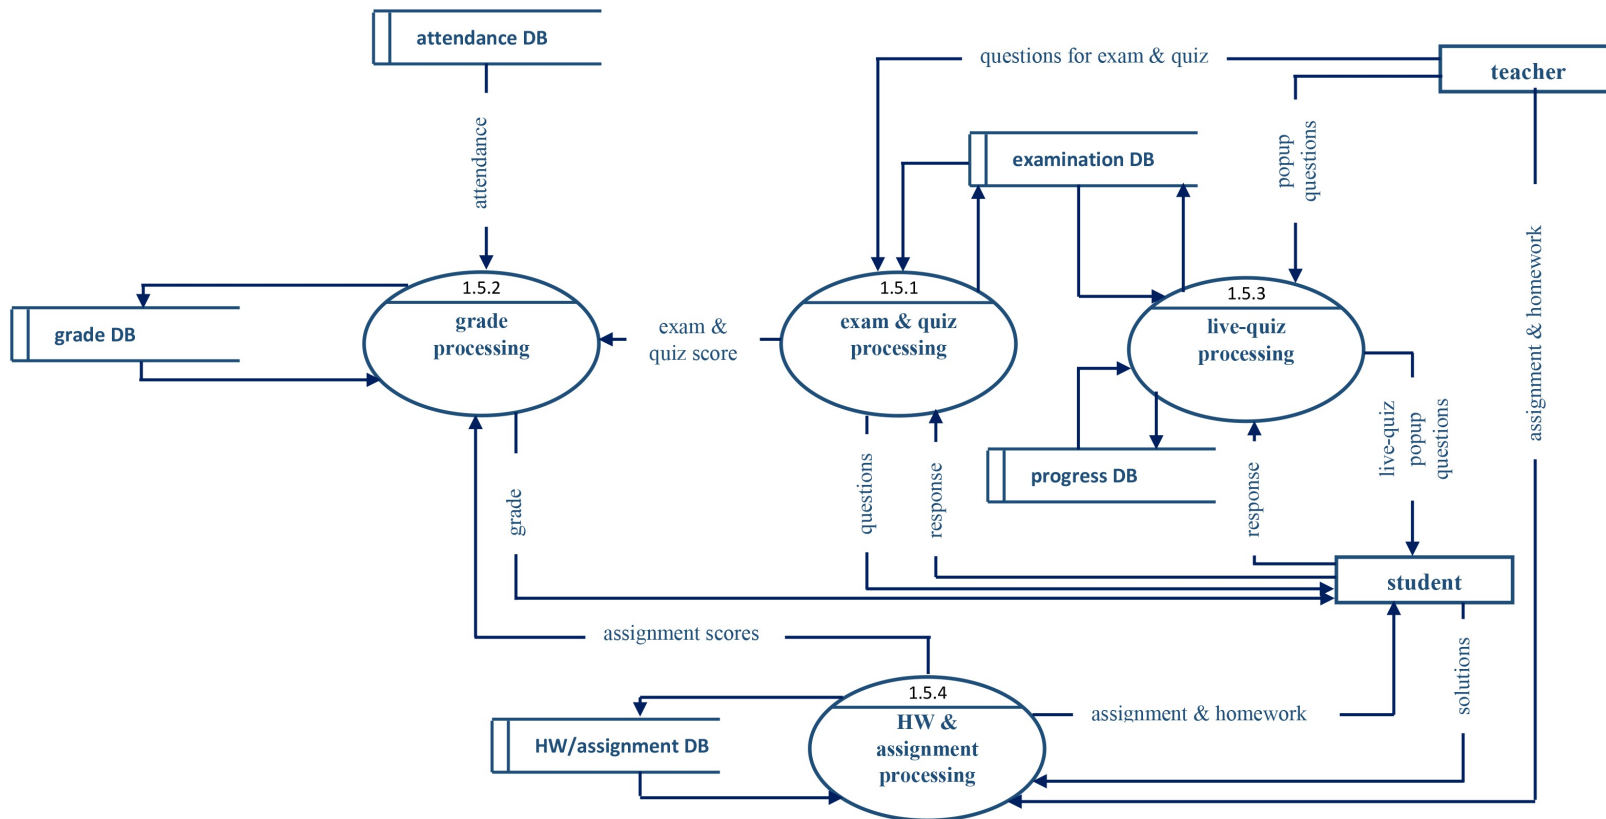 attendance DB
questions for exam & quiz
teacher
attendance
examination DB
popup
questions
assignment & homework
1.5.2
grade
processing
1.5.1
exam & quiz
processing
1.5.3
live-quiz
processing
grade DB
exam &
quiz score
live-quiz
popup
questions
progress DB
grade
questions
response
response
student
assignment scores
solutions
1.5.4
HW &
assignment
processing
assignment & homework
HW/assignment DB